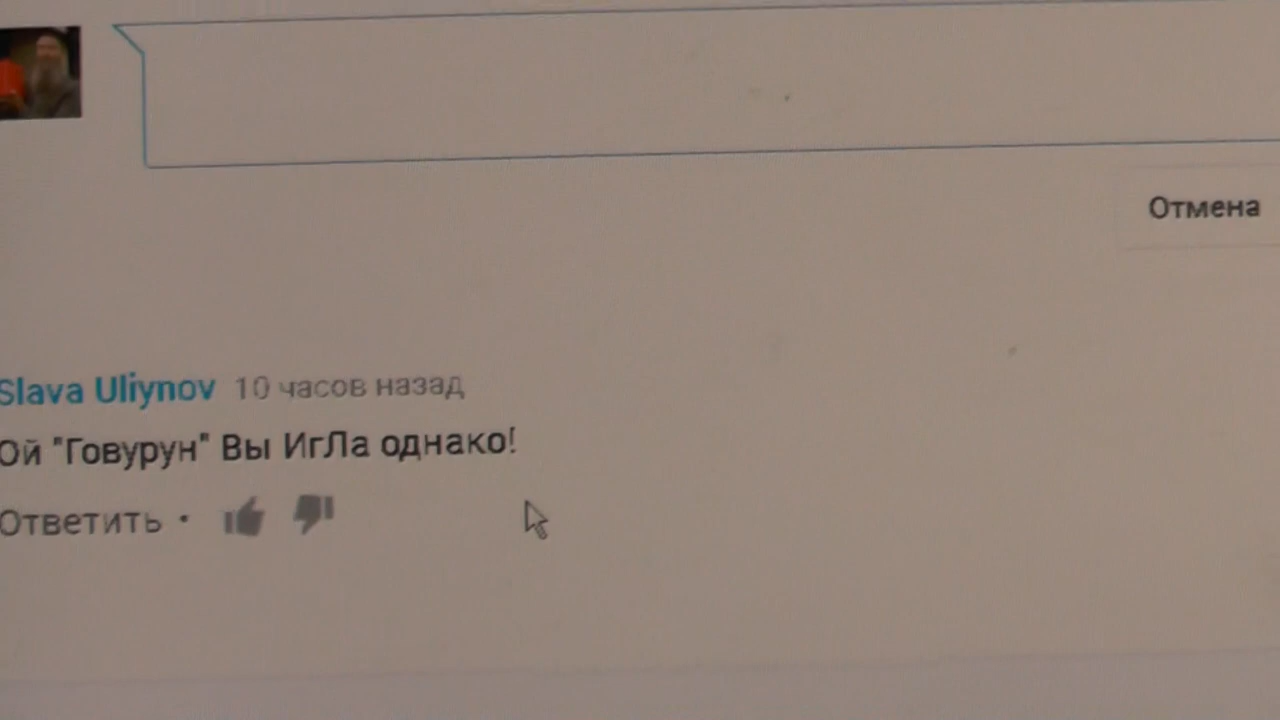 Отмена
Slava Uliynov 10 часов назад
Ой "Говурун" Вы ИгЛа однако!
Ответить •